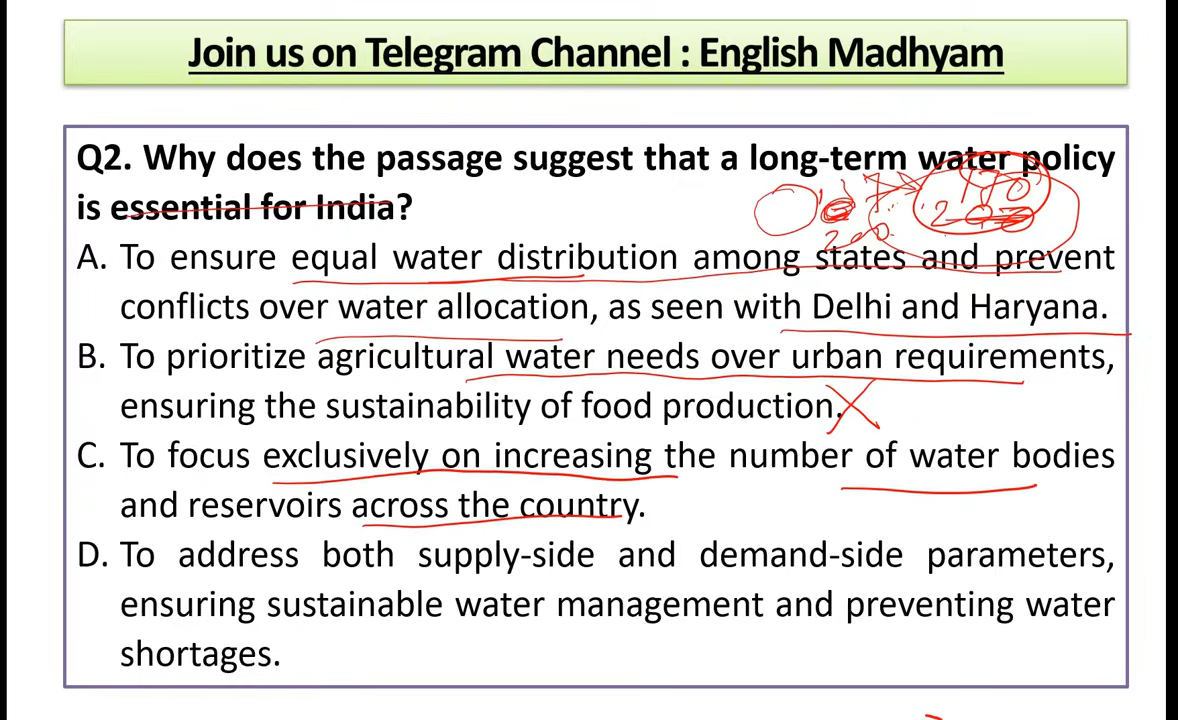 Join us on Telegram Channel : English Madhyam
Q2. Why does the passage suggest that a long-term water policy
is essential for India?
A. To ensure equal water distribution among states and prevent
conflicts over water allocation, as seen with Delhi and Haryana.
B. To prioritize agricultural water needs over urban requirements,
ensuring the sustainability of food production.
C. To focus exclusively on increasing the number of water bodies
and reservoirs across the country.
D. To address both supply-side and demand-side parameters,
ensuring sustainable water management and preventing water
shortages.